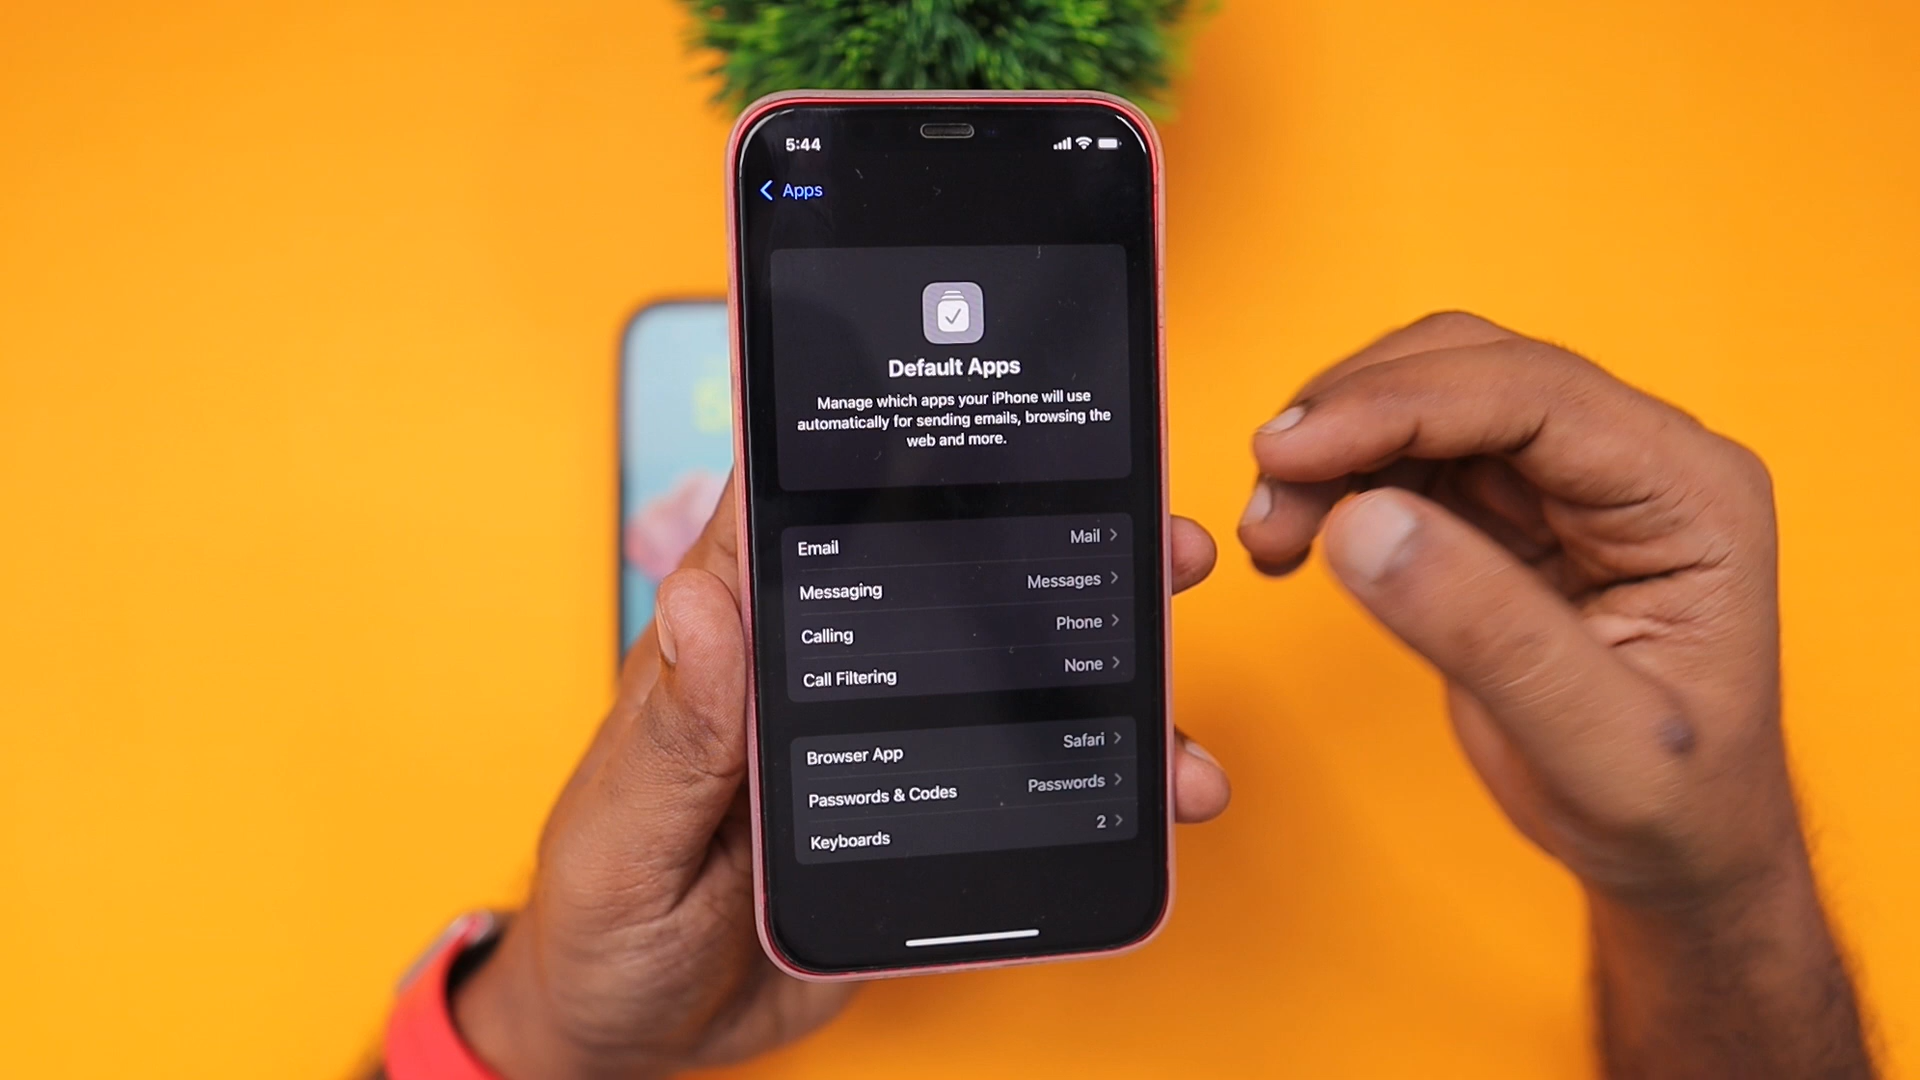 5:44
Apps
Default Apps
Manage which apps your iPhone will use
automatically for sending emails, browsing the
web and more.
Email Mail
Messaging Messages
Calling Phone
Call Filtering None
Browser App Safari
Passwords & Codes Passwords
Keyboards 2